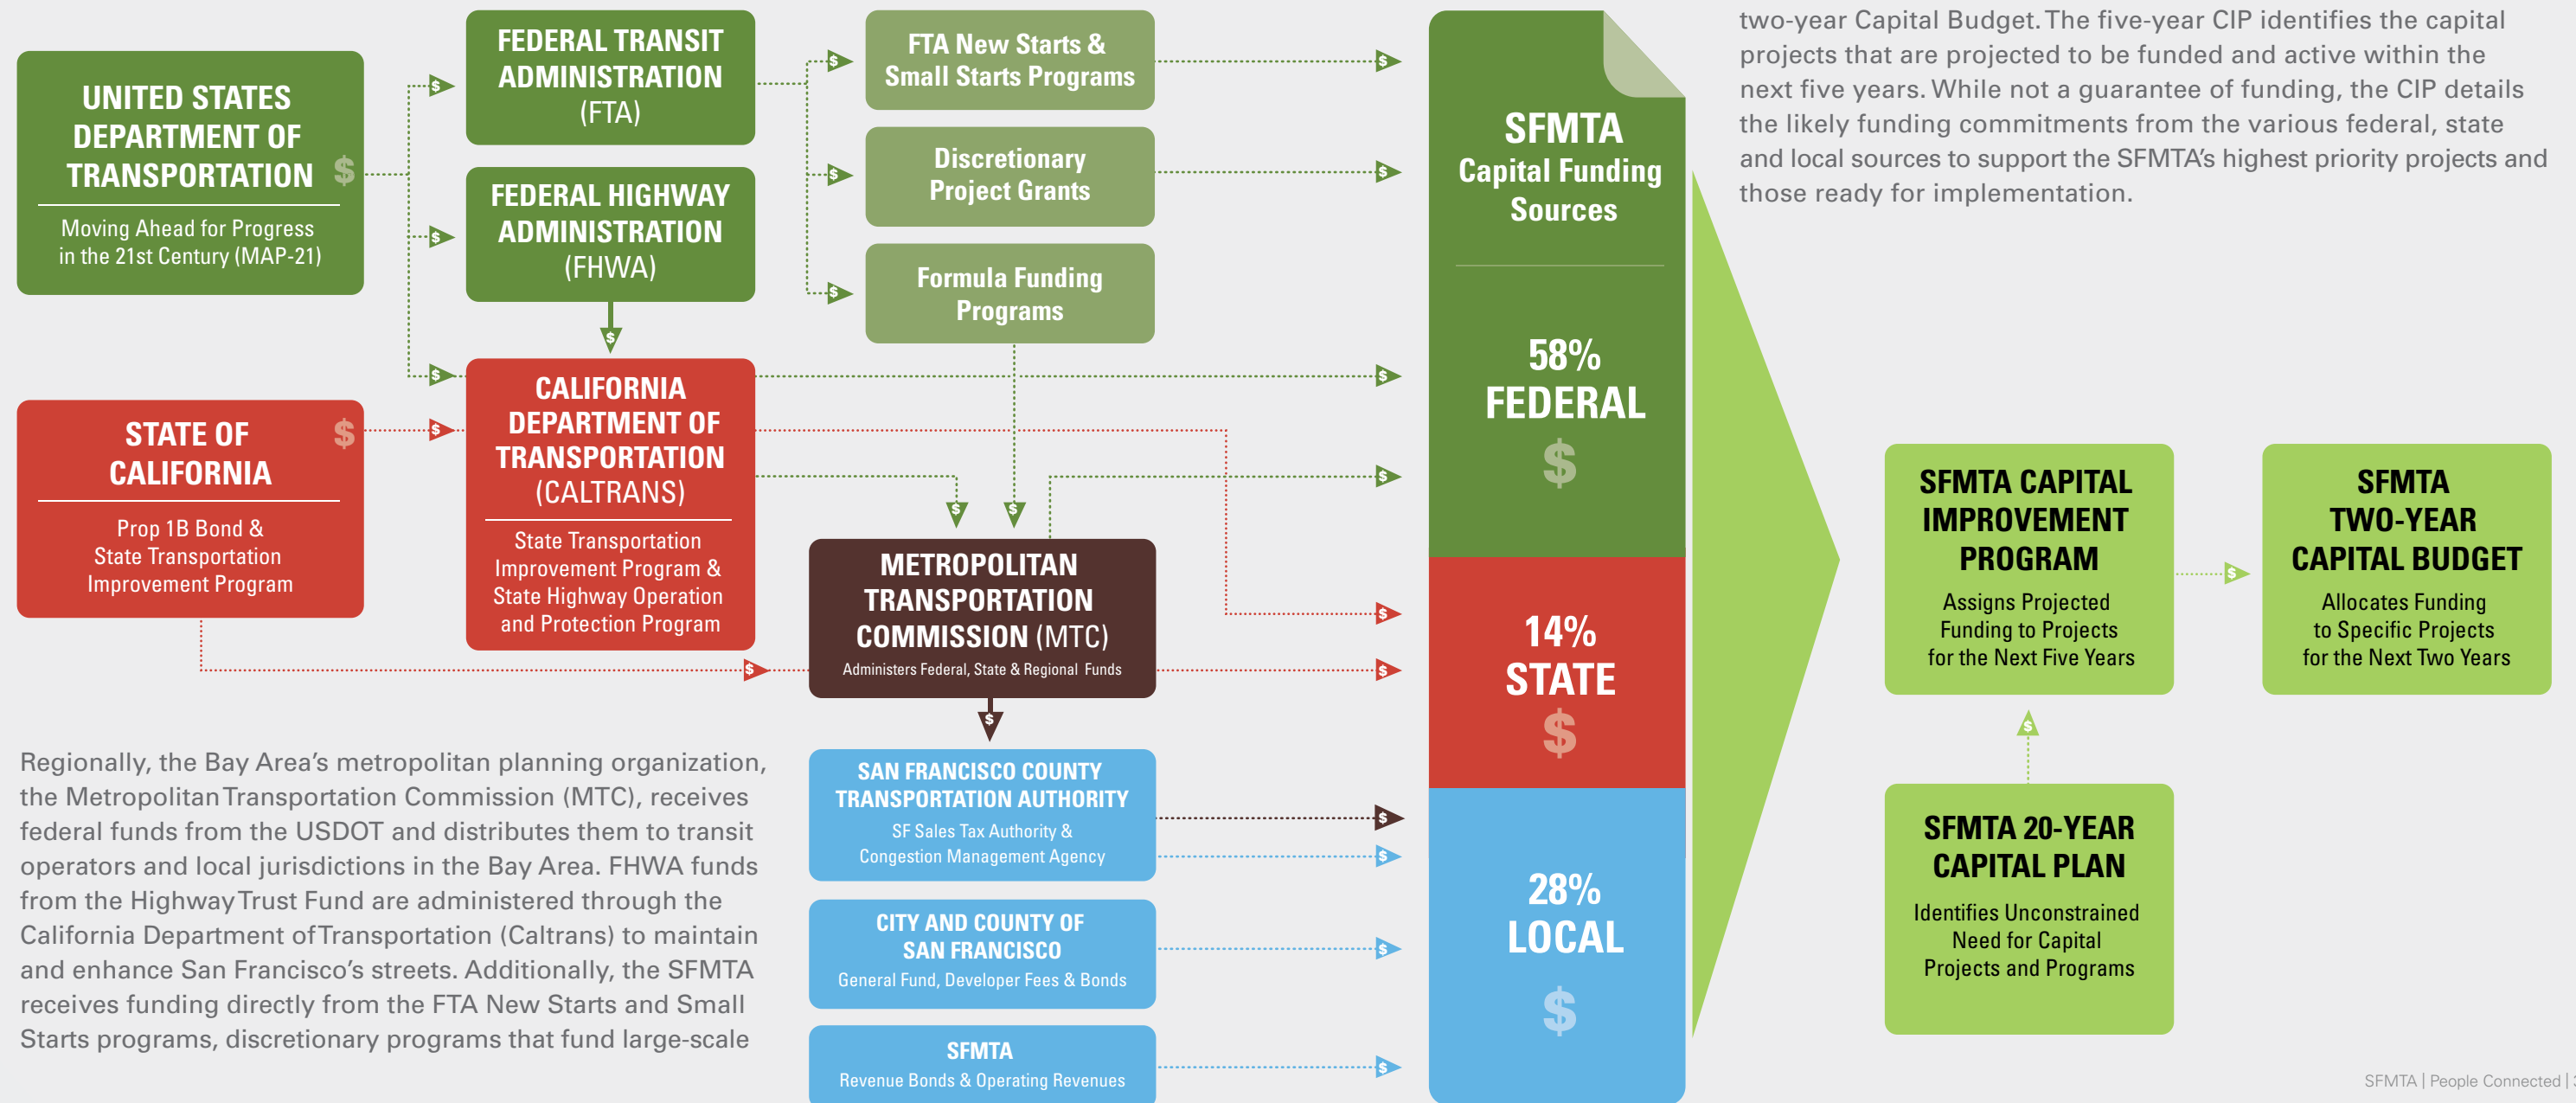 UNITED STATES
DEPARTMENT OF
TRANSPORTATION $
Moving Ahead for Progress
in the 21st Century (MAP-21)
FEDERAL TRANSIT
ADMINISTRATION
(FTA)
FEDERAL HIGHWAY
ADMINISTRATION
(FHWA)
FTA New Starts &
Small Starts Programs
Discretionary
Project Grants
Formula Funding
Programs
STATE OF $
CALIFORNIA
Prop 1B Bond &
State Transportation
Improvement Program
CALIFORNIA
DEPARTMENT OF
TRANSPORTATION
(CALTRANS)
State Transportation
Improvement Program &
State Highway Operation
and Protection Program
METROPOLITAN
TRANSPORTATION
COMMISSION (MTC)
Administers Federal, State & Regional Funds
SAN FRANCISCO COUNTY
TRANSPORTATION AUTHORITY
SF Sales Tax Authority &
Congestion Management Agency
CITY AND COUNTY OF
SAN FRANCISCO
General Fund, Developer Fees & Bonds
SFMTA
Revenue Bonds & Operating Revenues
Regionally, the Bay Area’s metropolitan planning organization,
the Metropolitan Transportation Commission (MTC), receives
federal funds from the USDOT and distributes them to transit
operators and local jurisdictions in the Bay Area. FHWA funds
from the Highway Trust Fund are administered through the
California Department of Transportation (Caltrans) to maintain
and enhance San Francisco’s streets. Additionally, the SFMTA
receives funding directly from the FTA New Starts and Small
Starts programs, discretionary programs that fund large-scale
SFMTA
Capital Funding
Sources
58%
FEDERAL
$
14%
STATE
$
28%
LOCAL
$
two-year Capital Budget. The five-year CIP identifies the capital
projects that are projected to be funded and active within the
next five years. While not a guarantee of funding, the CIP details
the likely funding commitments from the various federal, state
and local sources to support the SFMTA’s highest priority projects and
those ready for implementation.
SFMTA CAPITAL
IMPROVEMENT
PROGRAM
Assigns Projected
Funding to Projects
for the Next Five Years
SFMTA
TWO-YEAR
CAPITAL BUDGET
Allocates Funding
to Specific Projects
for the Next Two Years
SFMTA 20-YEAR
CAPITAL PLAN
Identifies Unconstrained
Need for Capital
Projects and Programs
SFMTA | People Connected |